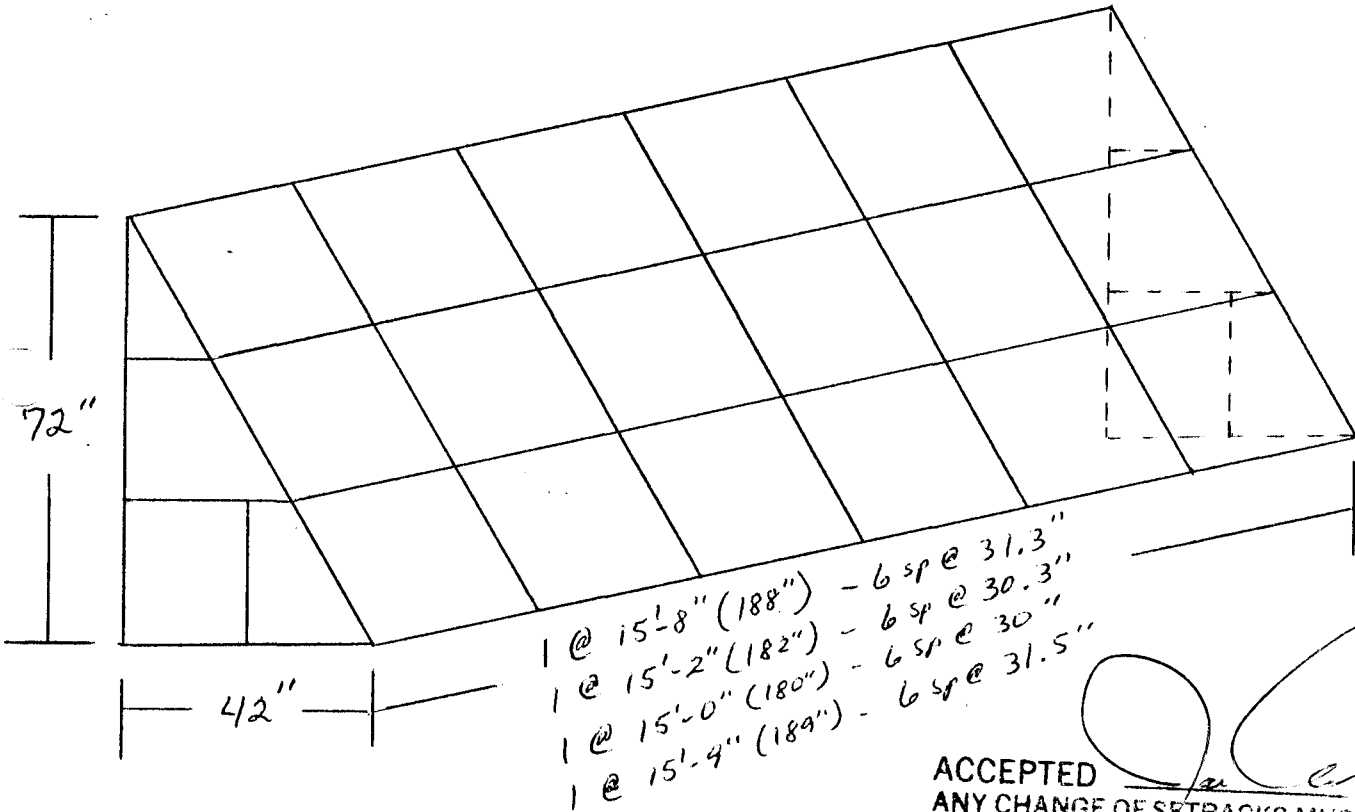 72"
42"
1 @ 15'-8" (188") - 6 sp @ 31.3"
1 @ 15'-2" (182") - 6 sp @ 30.3"
1 @ 15'-0" (180") - 6 sp @ 30"
1 @ 15'-9" (189") - 6 sp @ 31.5"
ACCEPTED
ANY CHANGE OF SETBACKS